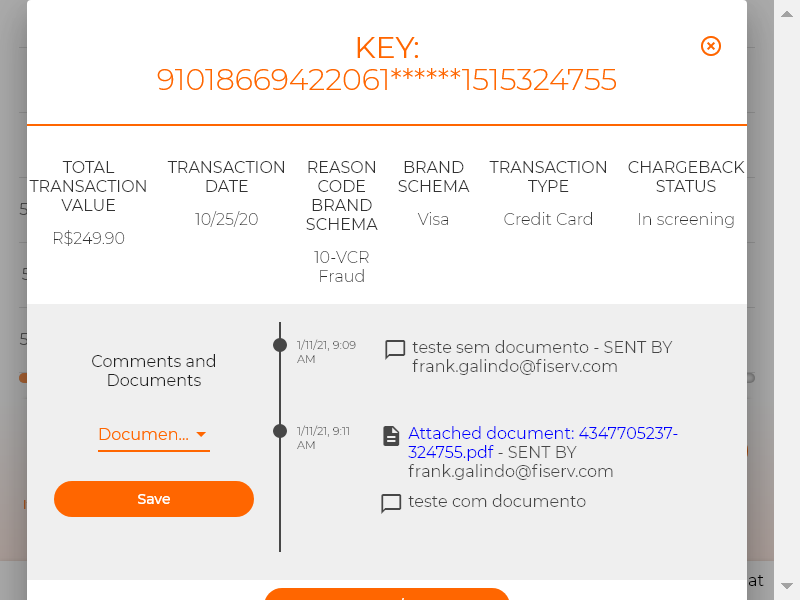 KEY:
91018669422061******1515324755
TOTAL
TRANSACTION
VALUE
R$249.90
TRANSACTION
DATE
10/25/20
REASON
CODE
BRAND
SCHEMA
10-VCR
Fraud
BRAND
SCHEMA
Visa
TRANSACTION
TYPE
Credit Card
CHARGEBACK
STATUS
In screening
Comments and
Documents
Documen...
Save
1/11/21, 9:09
AM
teste sem documento - SENT BY
frank.galindo@fiserv.com
1/11/21, 9:11
AM
Attached document: 4347705237-
324755.pdf - SENT BY
frank.galindo@fiserv.com
teste com documento
at